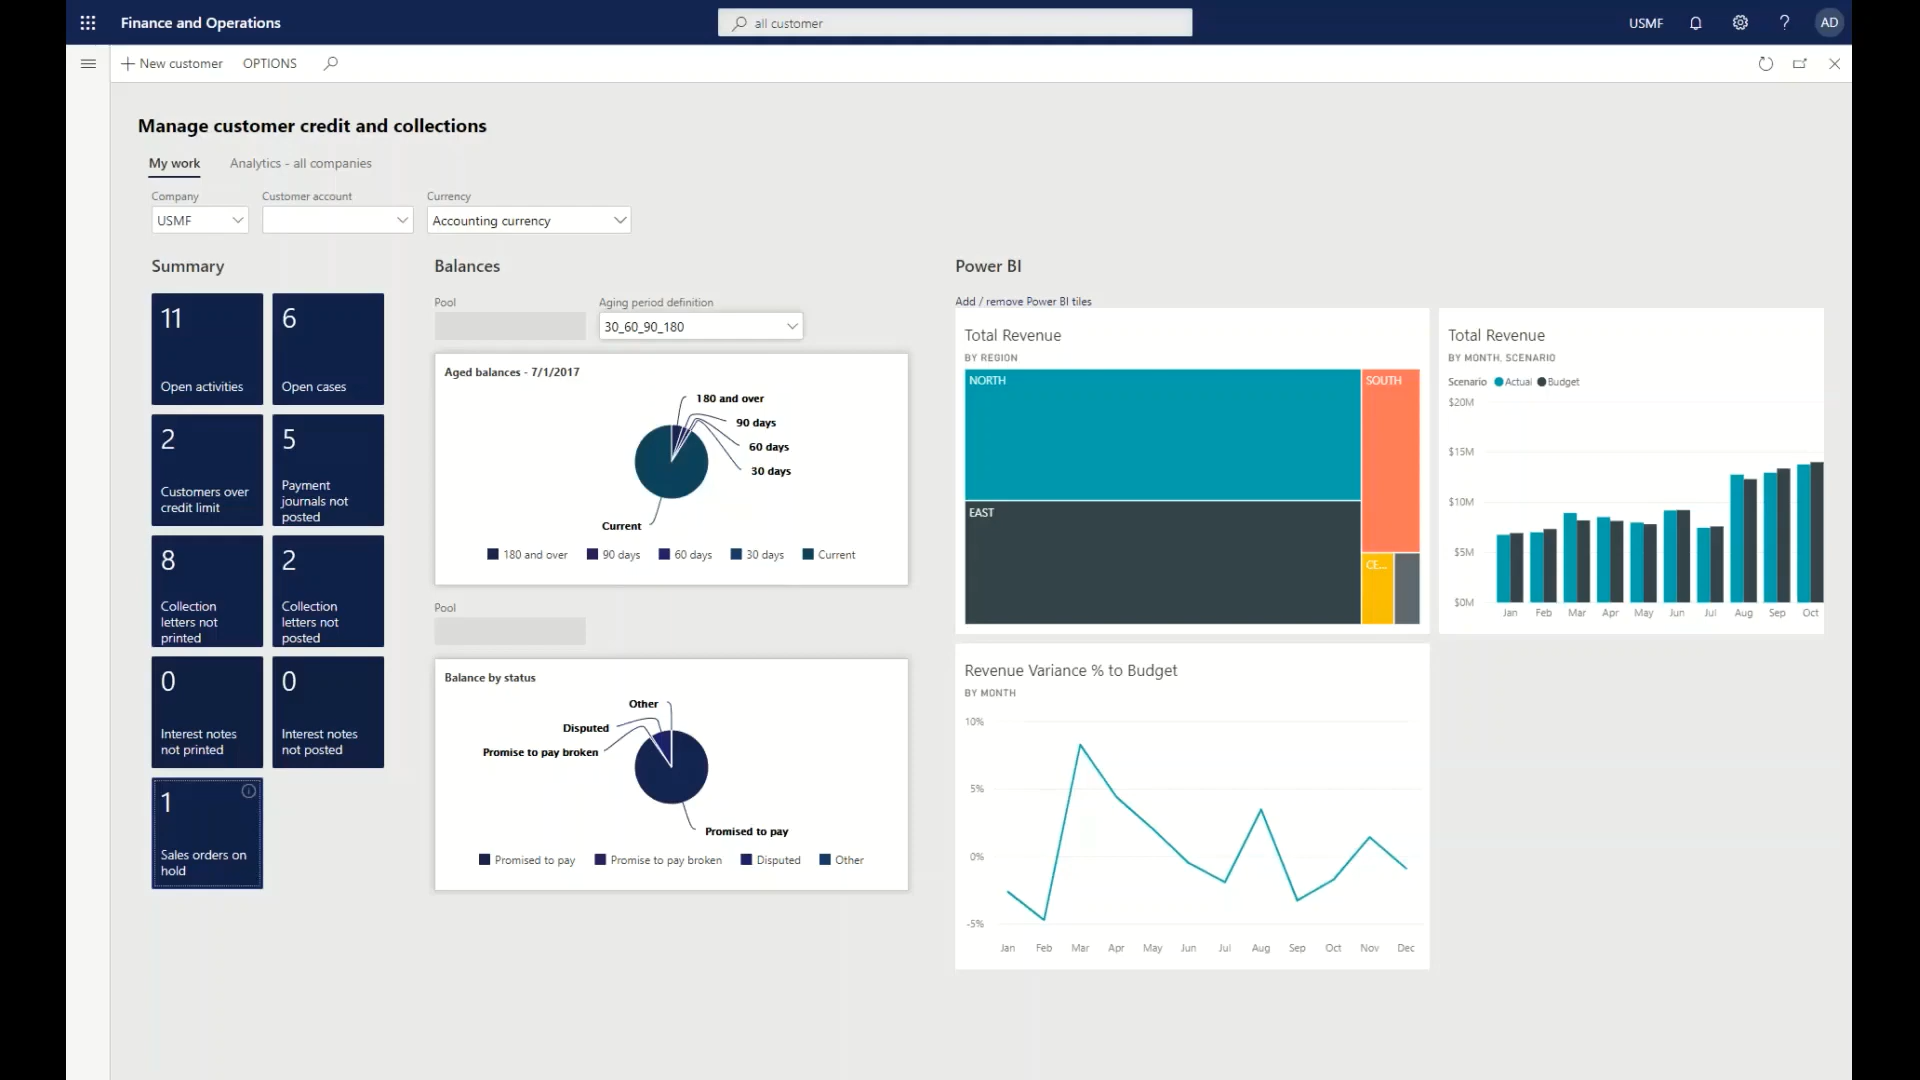 Finance and Operations
all customer
USMF
?
AD
New customer
OPTIONS
Manage customer credit and collections
My work
Analytics - all companies
Company
Customer account
Currency
USMF
Accounting currency
Summary
11
Open activities
6
Open cases
2
Customers over
credit limit
5
Payment
journals not
posted
8
Collection
letters not
printed
2
Collection
letters not
posted
0
Interest notes
not printed
0
Interest notes
not posted
1
Sales orders on
hold
Balances
Pool
Aging period definition
30_60_90_180
Aged balances - 7/1/2017
180 and over
90 days
60 days
30 days
Current
180 and over
90 days
60 days
30 days
Current
Pool
Balance by status
Other
Disputed
Promise to pay broken
Promised to pay
Promised to pay
Promise to pay broken
Disputed
Other
Power BI
Add / remove Power BI tiles
Total Revenue
BY REGION
NORTH
SOUTH
EAST
CE...
Total Revenue
BY MONTH, SCENARIO
Scenario Actual Budget
$20M
$15M
$10M
$5M
$0M
Jan Feb Mar Apr May Jun Jul Aug Sep Oct
Revenue Variance % to Budget
BY MONTH
10%
5%
0%
-5%
Jan Feb Mar Apr May Jun Jul Aug Sep Oct Nov Dec